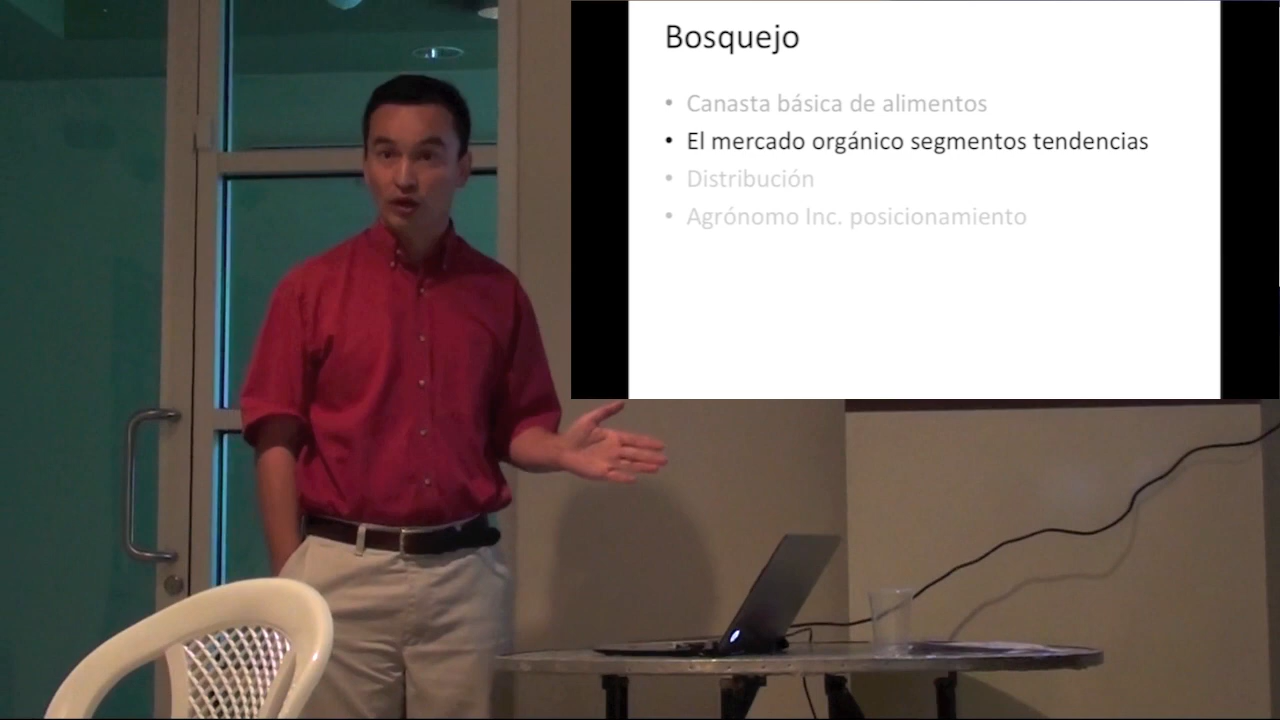 Bosquejo
• Canasta básica de alimentos
• El mercado orgánico segmentos tendencias
• Distribución
• Agrónomo Inc. posicionamiento